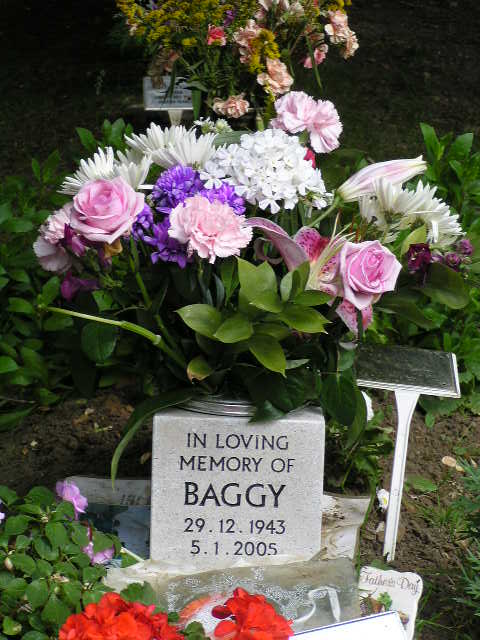 IN LOVING
MEMORY OF
BAGGY
29.12.1943
5.1.2005
Father's Day